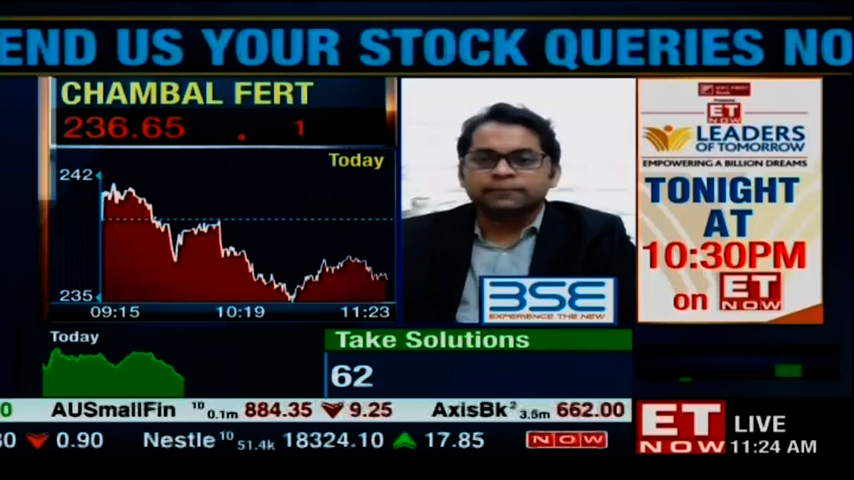 END US YOUR STOCK QUERIES NO
CHAMBAL FERT
236.65 . 1
Today
242
235
09:15 10:19 11:23
BSE
EXPERIENCE THE NEW
ET NOW
LEADERS
OF TOMORROW
EMPOWERING A BILLION DREAMS
TONIGHT
AT
10:30PM
on ET NOW
Today
Take Solutions
62
0 AUSmallFin 10 0.1m 884.35 9.25 AxisBk 2 3.5m 662.00
30 0.90 Nestle 10 51.4k 18324.10 17.85 NOW
ET NOW
LIVE
11:24 AM